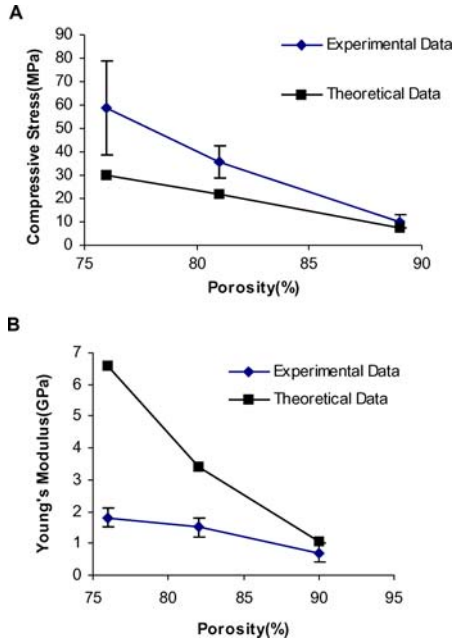 A
90
80
70
60
50
40
30
20
10
0
Compressive Stress(MPa)
Experimental Data
Theoretical Data
75 80 85 90
Porosity(%)
B
7
6
5
4
3
2
1
0
Young's Modulus(GPa)
Experimental Data
Theoretical Data
75 80 85 90 95
Porosity(%)